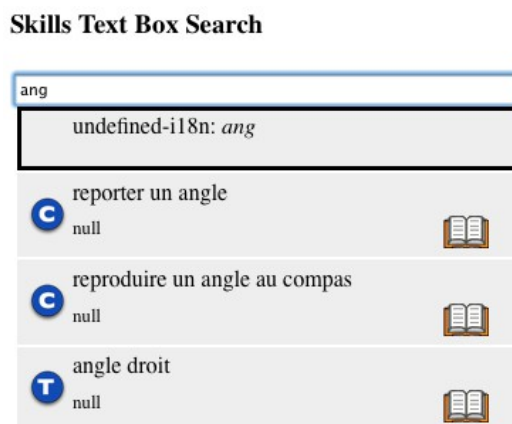 Skills Text Box Search
ang
undefined-i18n: ang
reporter un angle
C
null
reproduire un angle au compas
C
null
angle droit
T
null